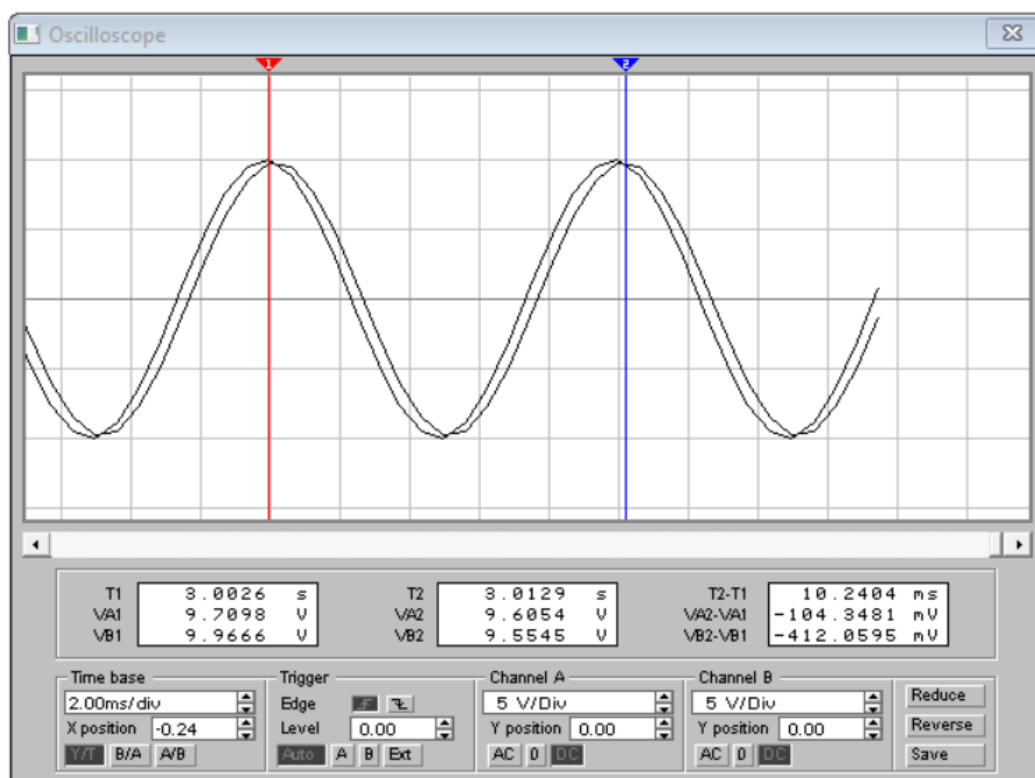 Oscilloscope
1 2
T1 3.0026 s T2 3.0129 s T2-T1 10.2404 ms
VA1 9.7098 V VA2 9.6054 V VA2-VA1 -104.3481 mV
VB1 9.9666 V VB2 9.5545 V VB2-VB1 -412.0595 mV
Time base Trigger Channel A Channel B
2.00ms/div Edge 5 V/Div 5 V/Div Reduce
X position -0.24 Level 0.00 Y position 0.00 Y position 0.00 Reverse
Y/T B/A A/B Auto A B Ext AC 0 DC AC 0 DC Save